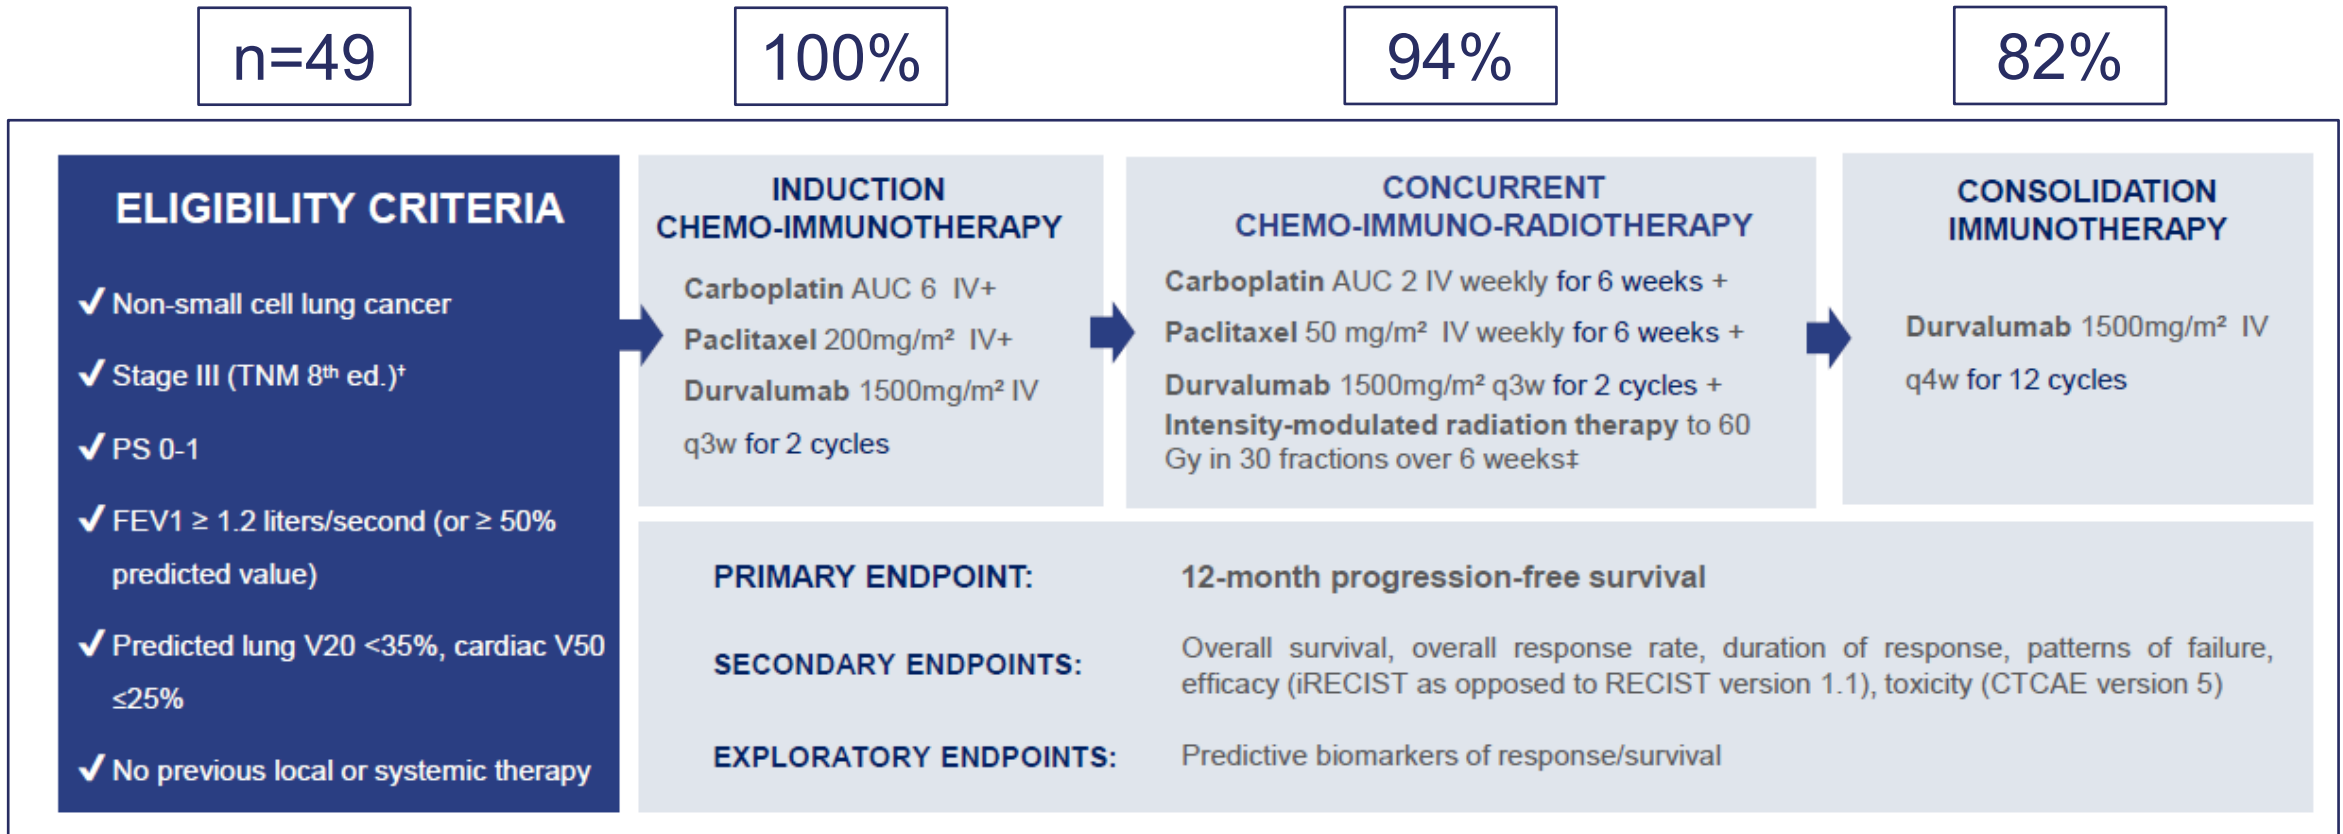 n=49
100%
94%
82%
ELIGIBILITY CRITERIA
✓ Non-small cell lung cancer
✓ Stage III (TNM 8th ed.)†
✓ PS 0-1
✓ FEV1 ≥ 1.2 liters/second (or ≥ 50%
predicted value)
✓ Predicted lung V20 <35%, cardiac V50
≤25%
✓ No previous local or systemic therapy
INDUCTION
CHEMO-IMMUNOTHERAPY
Carboplatin AUC 6 IV+
Paclitaxel 200mg/m² IV+
Durvalumab 1500mg/m² IV
q3w for 2 cycles
CONCURRENT
CHEMO-IMMUNO-RADIOTHERAPY
Carboplatin AUC 2 IV weekly for 6 weeks +
Paclitaxel 50 mg/m² IV weekly for 6 weeks +
Durvalumab 1500mg/m² q3w for 2 cycles +
Intensity-modulated radiation therapy to 60
Gy in 30 fractions over 6 weeks‡
CONSOLIDATION
IMMUNOTHERAPY
Durvalumab 1500mg/m² IV
q4w for 12 cycles
PRIMARY ENDPOINT:
12-month progression-free survival
SECONDARY ENDPOINTS:
Overall survival, overall response rate, duration of response, patterns of failure,
efficacy (iRECIST as opposed to RECIST version 1.1), toxicity (CTCAE version 5)
EXPLORATORY ENDPOINTS:
Predictive biomarkers of response/survival